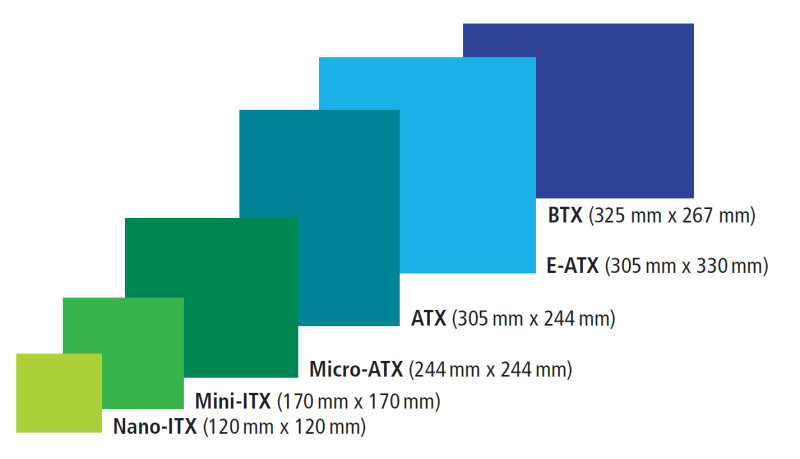 BTX (325 mm x 267 mm)
E-ATX (305 mm x 330 mm)
ATX (305 mm x 244 mm)
Micro-ATX (244 mm x 244 mm)
Mini-ITX (170 mm x 170 mm)
Nano-ITX (120 mm x 120 mm)